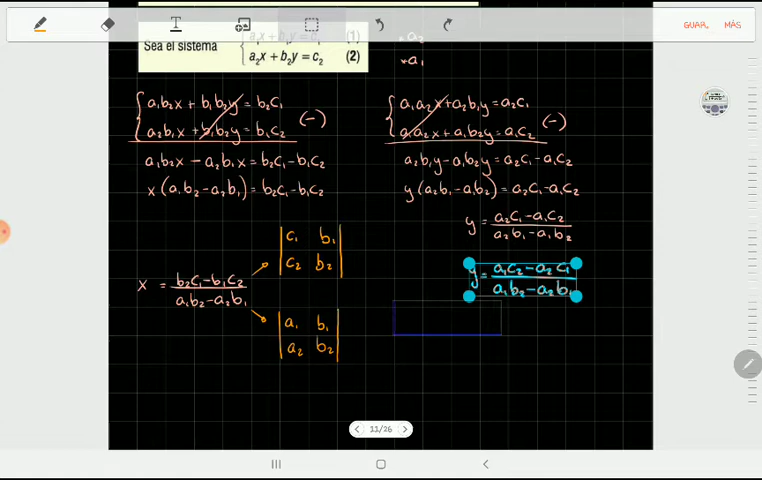 GUAR. MÁS
Sea el sistema
a₁x + b₁y = c₁ (1)
a₂x + b₂y = c₂ (2)
• a₂
• a₁
a₁b₂x + b₁b₂y = b₂c₁
a₂b₁x + b₁b₂y = b₁c₂ (-)
a₁b₂x - a₂b₁x = b₂c₁ - b₁c₂
x(a₁b₂ - a₂b₁) = b₂c₁ - b₁c₂
x = b₂c₁ - b₁c₂
a₁b₂ - a₂b₁
c₁ b₁
c₂ b₂
a₁ b₁
a₂ b₂
a₁a₂x + a₂b₁y = a₂c₁
a₁a₂x + a₁b₂y = a₁c₂ (-)
a₂b₁y - a₁b₂y = a₂c₁ - a₁c₂
y(a₂b₁ - a₁b₂) = a₂c₁ - a₁c₂
y = a₂c₁ - a₁c₂
a₂b₁ - a₁b₂
y = a₁c₂ - a₂c₁
a₁b₂ - a₂b₁
11/26